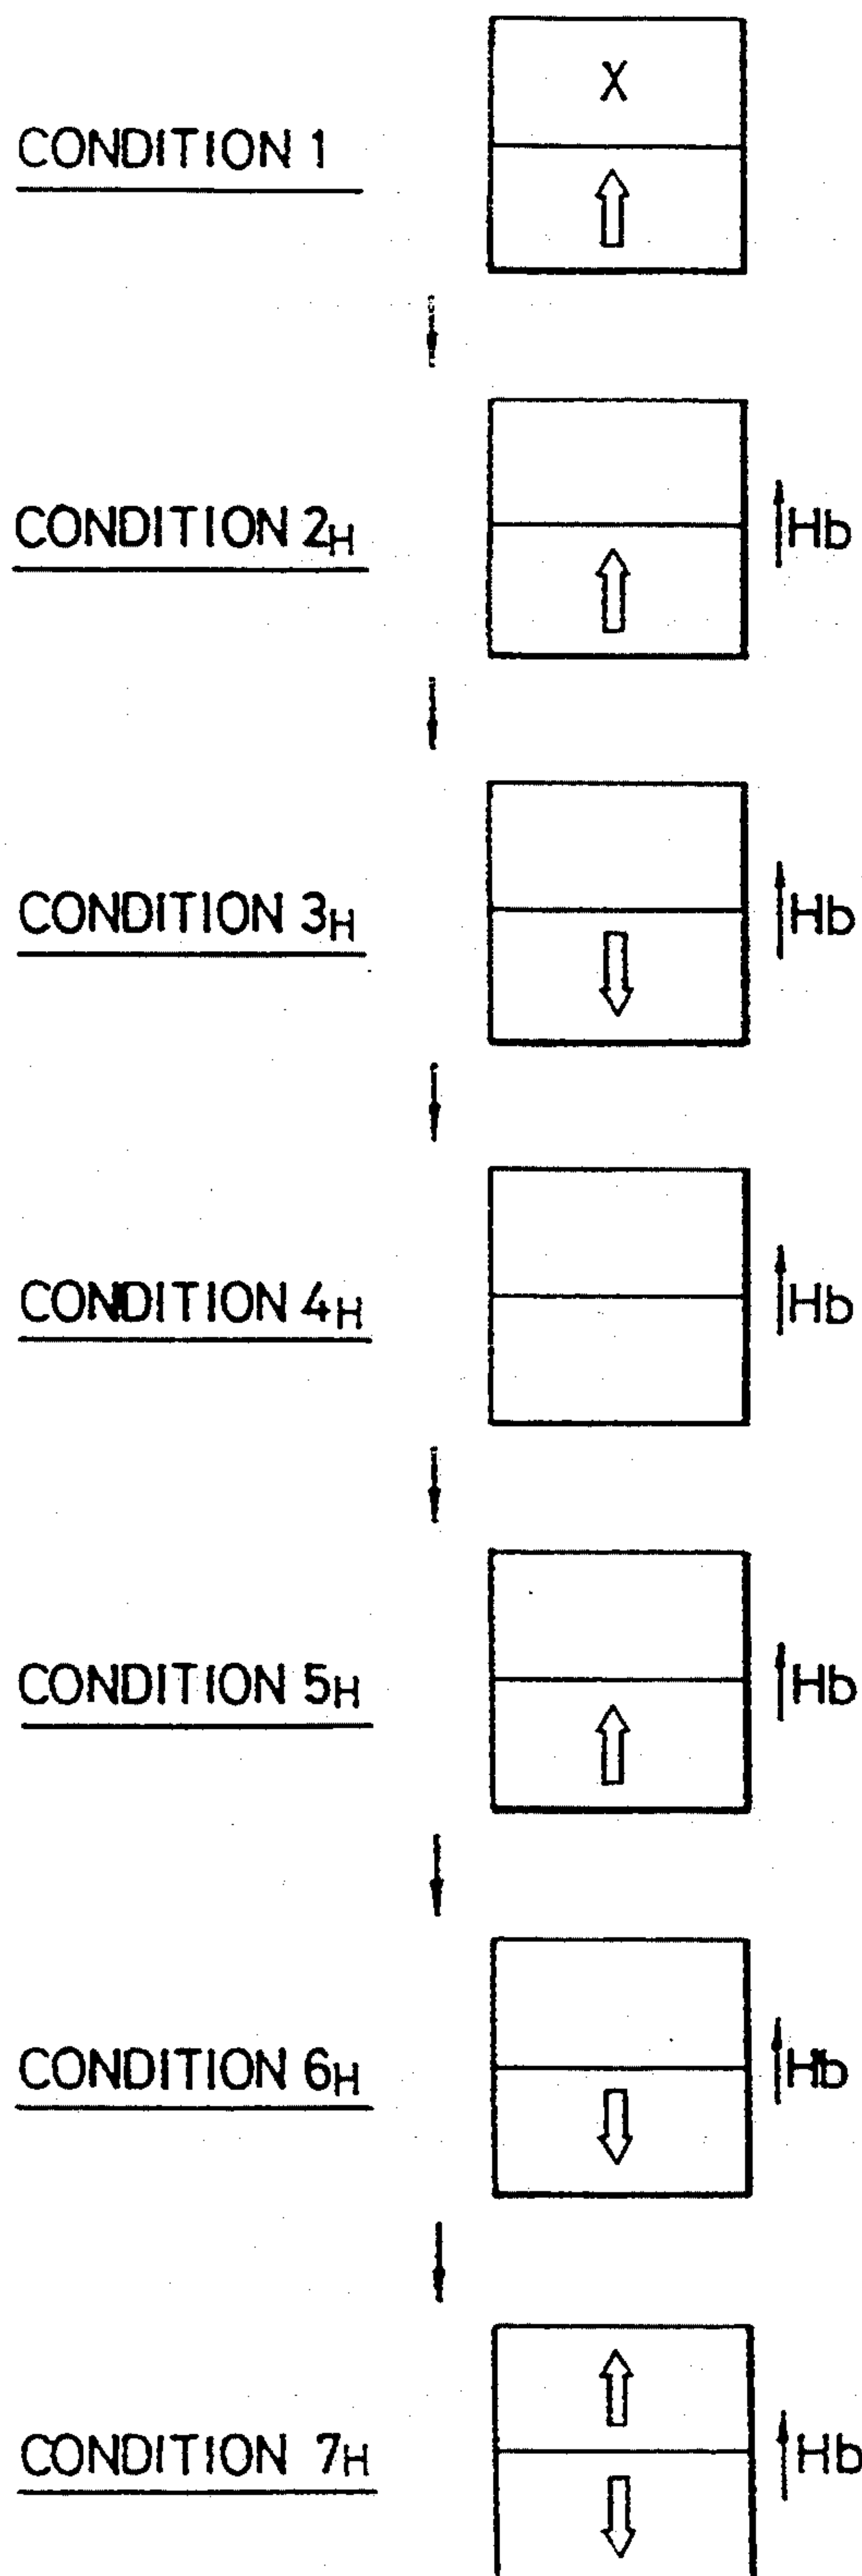 X
CONDITION 1
CONDITION 2H Hb
CONDITION 3H Hb
CONDITION 4H Hb
CONDITION 5H Hb
CONDITION 6H Hb
CONDITION 7H Hb